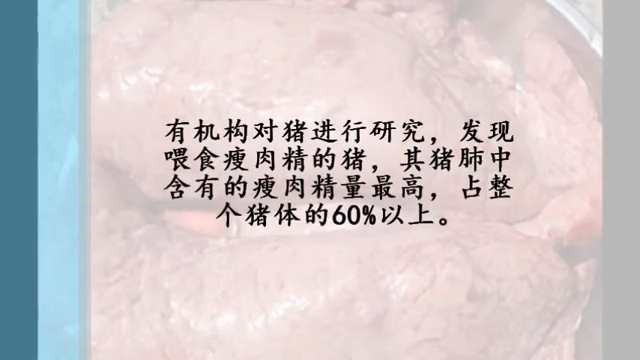 有机构对猪进行研究，发现
喂食瘦肉精的猪，其猪肺中
含有的瘦肉精量最高，占整
个猪体的60%以上。